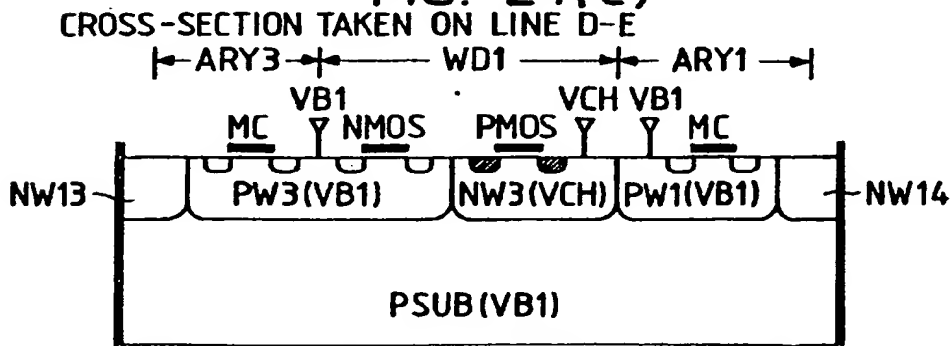 CROSS-SECTION TAKEN ON LINE D-E
ARY3 WD1 ARY1
VB1 VCH VB1
MC NMOS PMOS MC
NW13 PW3(VB1) NW3(VCH) PW1(VB1) NW14
PSUB(VB1)